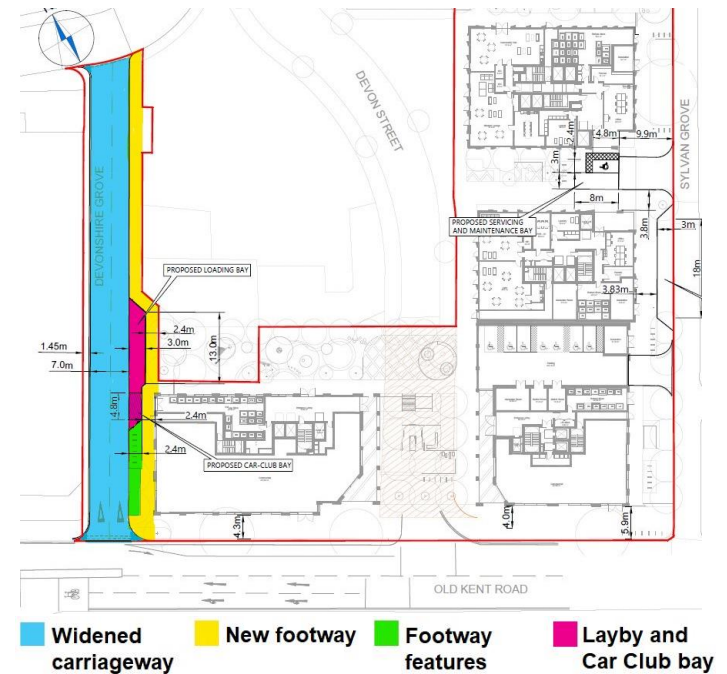 DEVON STREET
DEVONSHIRE GROVE
SYLVAN GROVE
2.4m
4.8m
9.9m
3m
8m
PROPOSED SERVICING
AND MAINTENANCE BAY
3.8m
3m
18m
3.83m
PROPOSED LOADING BAY
2.4m
1.45m
3.0m
13.0m
7.0m
4.8m
2.4m
2.4m
PROPOSED CAR-CLUB BAY
4.3m
4.0m
5.9m
OLD KENT ROAD
Widened
carriageway
New footway
Footway
features
Layby and
Car Club bay